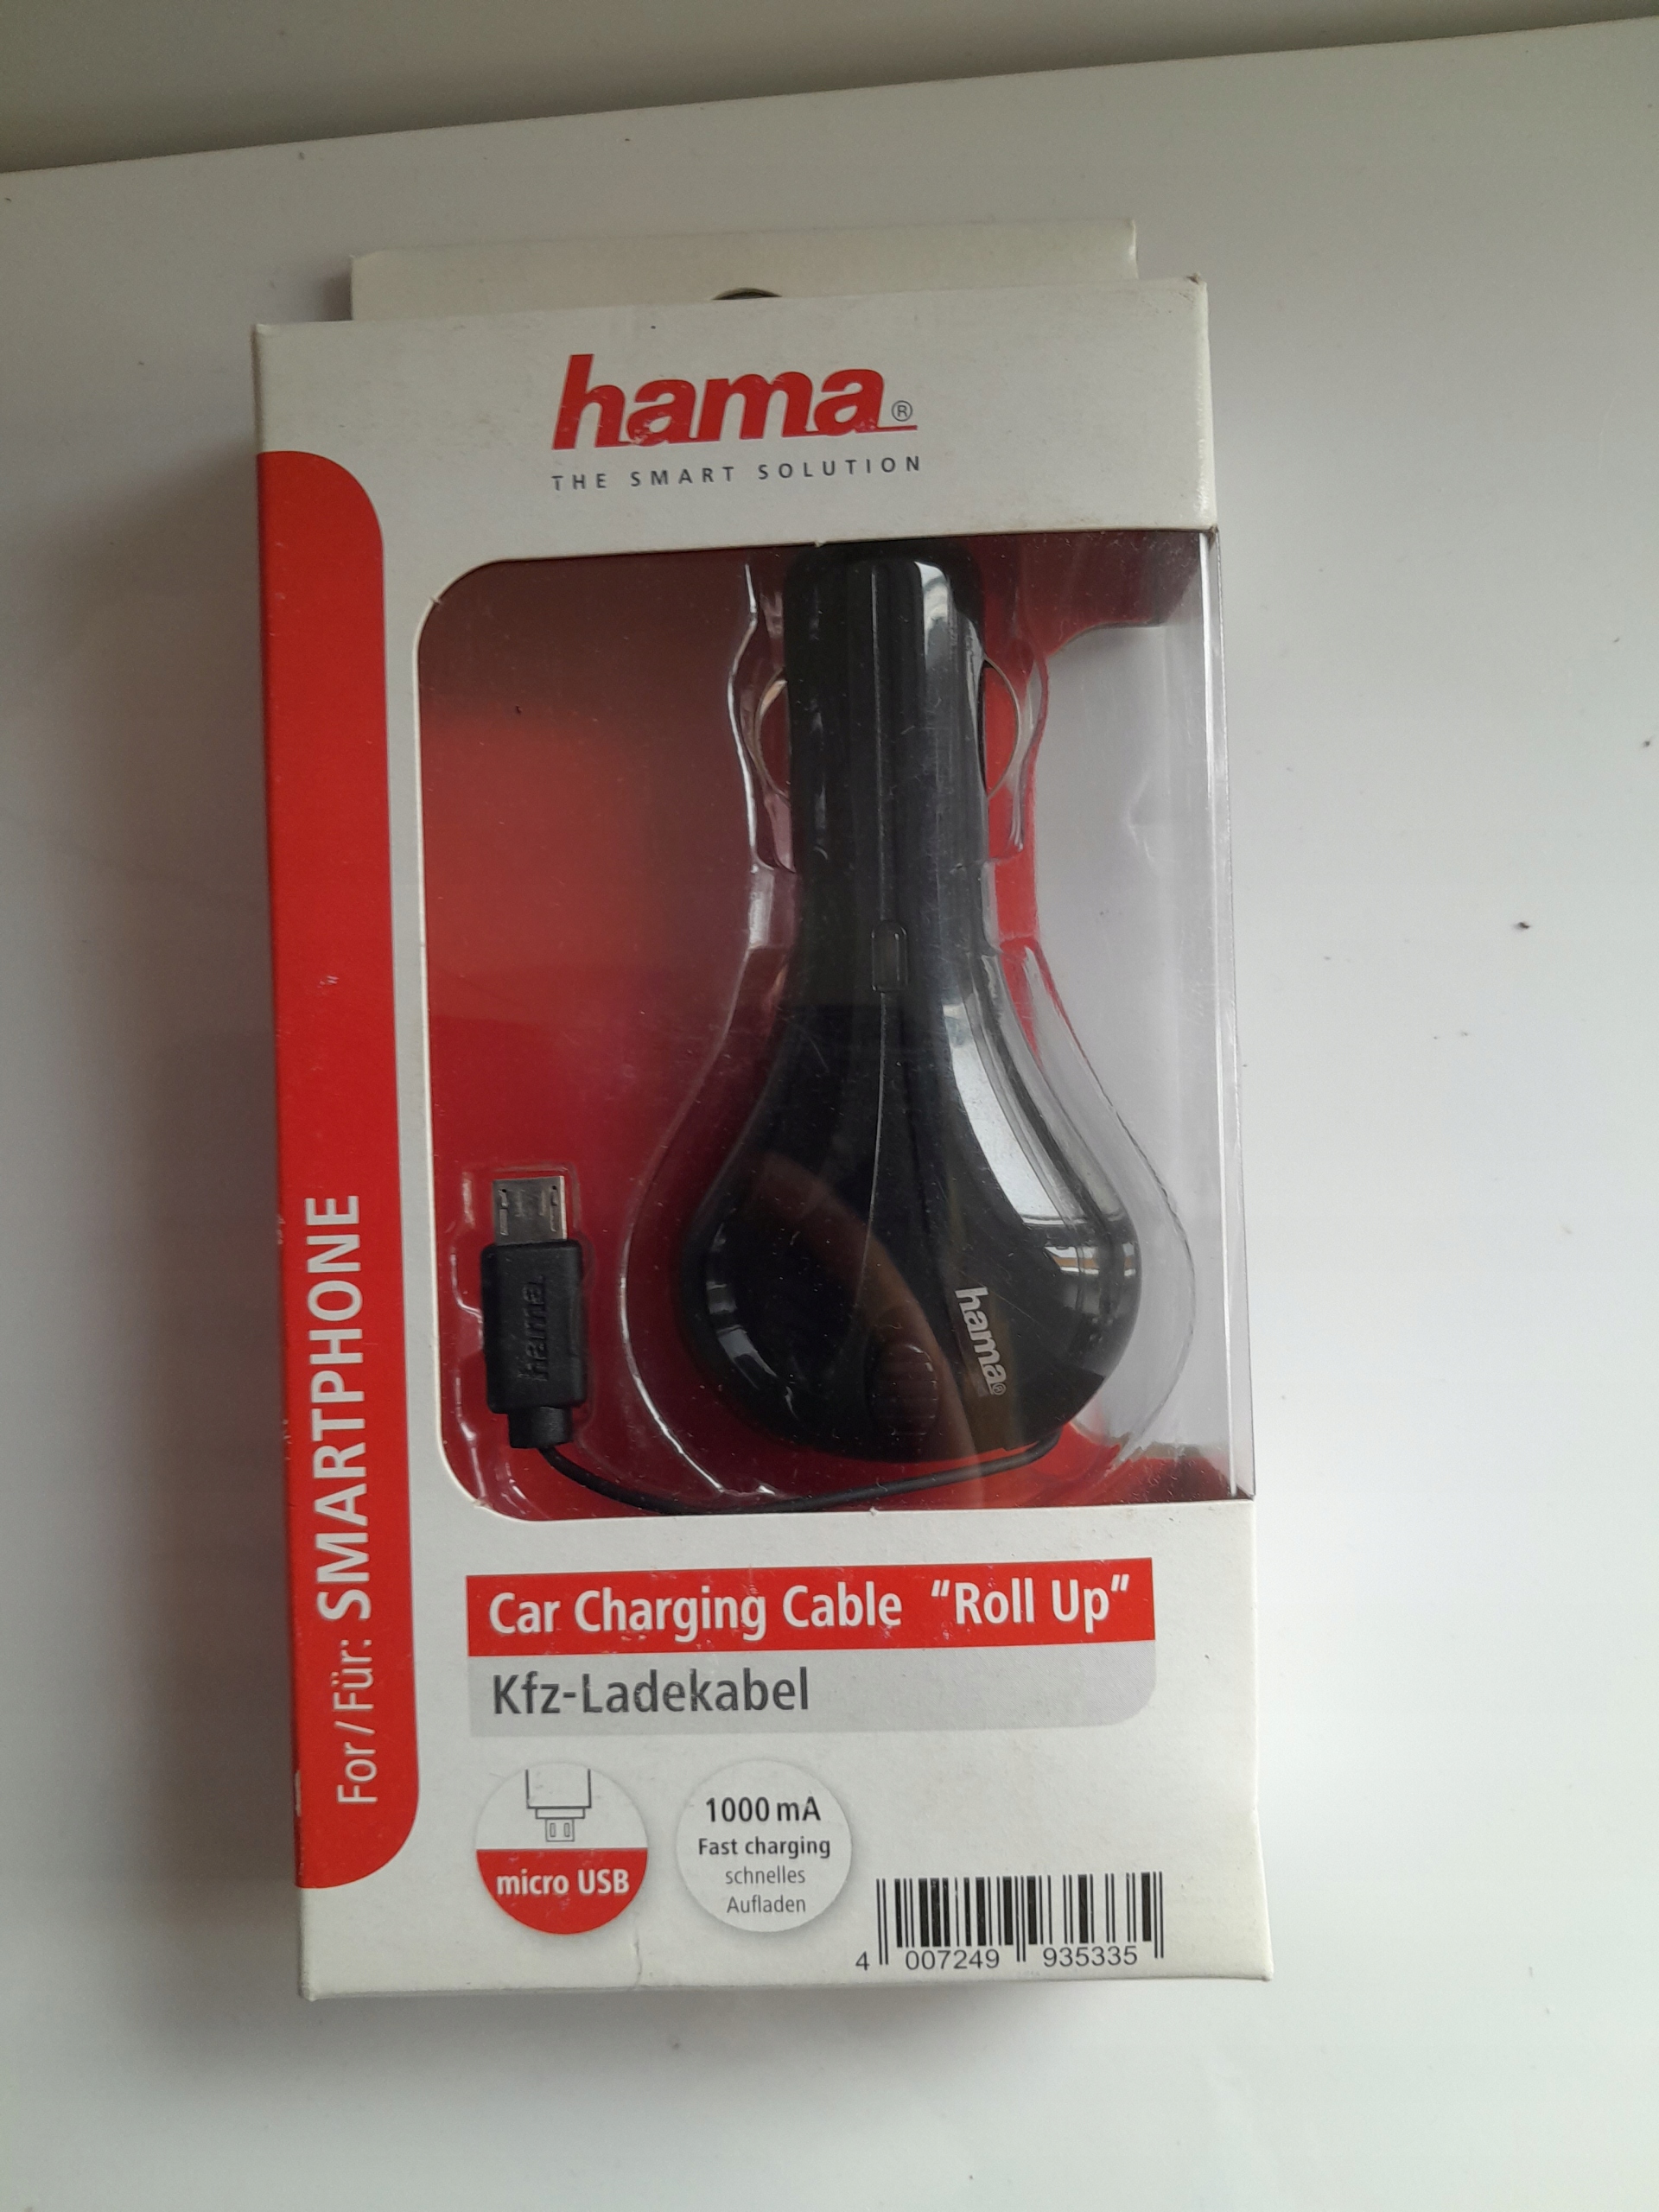 hama®
THE SMART SOLUTION
For / Für: SMARTPHONE
hama
hama®
Car Charging Cable “Roll Up”
Kfz-Ladekabel
micro USB
1000 mA
Fast charging
schnelles
Aufladen
4 007249 935335